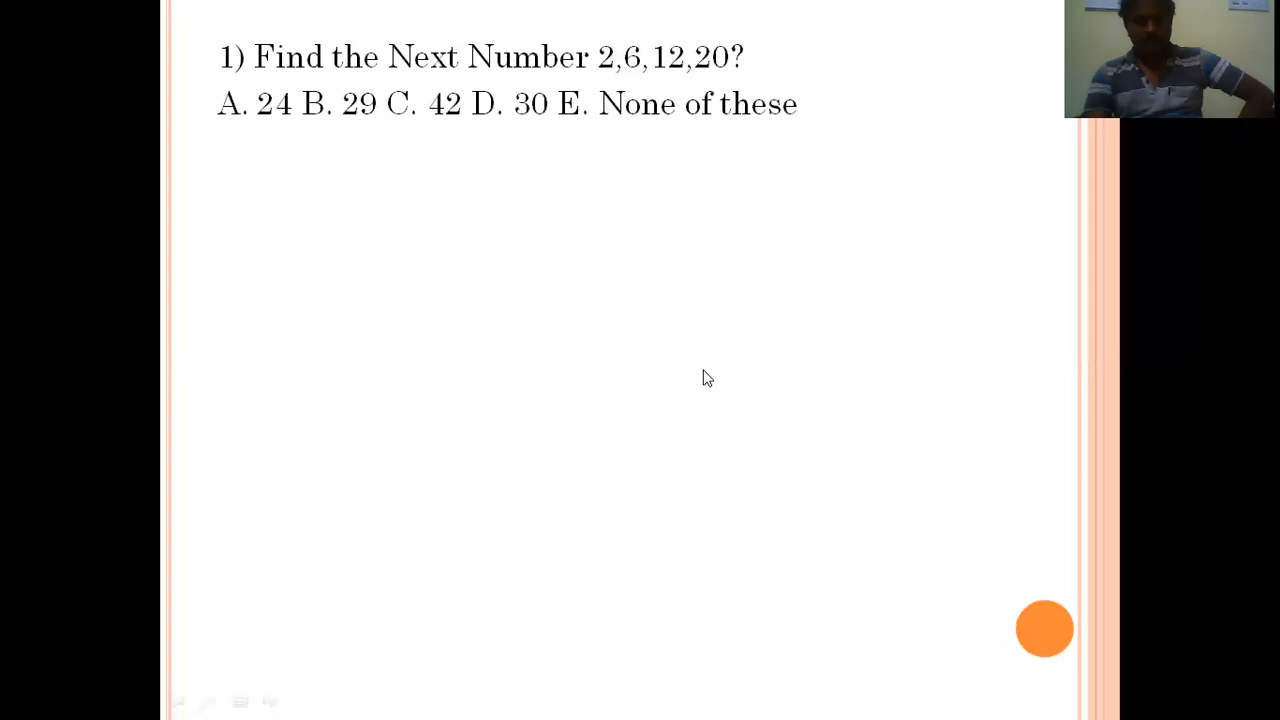 1) Find the Next Number 2,6,12,20?
A. 24 B. 29 C. 42 D. 30 E. None of these